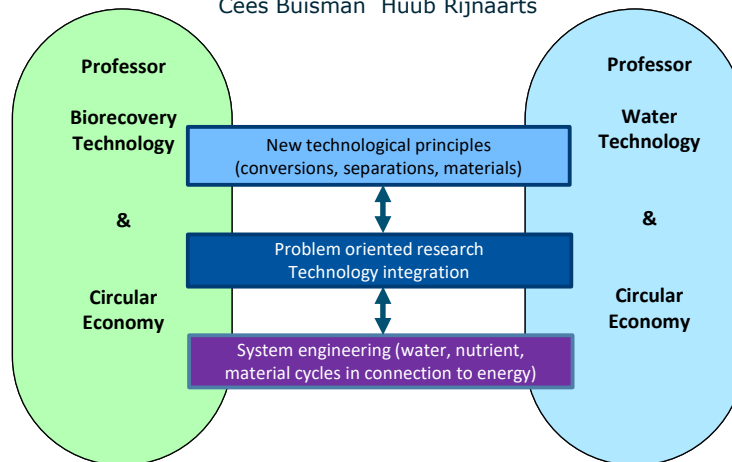 Cees Buisman Huub Rijnaarts
Professor
Biorecovery
Technology
&
Circular
Economy
New technological principles
(conversions, separations, materials)
Problem oriented research
Technology integration
System engineering (water, nutrient,
material cycles in connection to energy)
Professor
Water
Technology
&
Circular
Economy